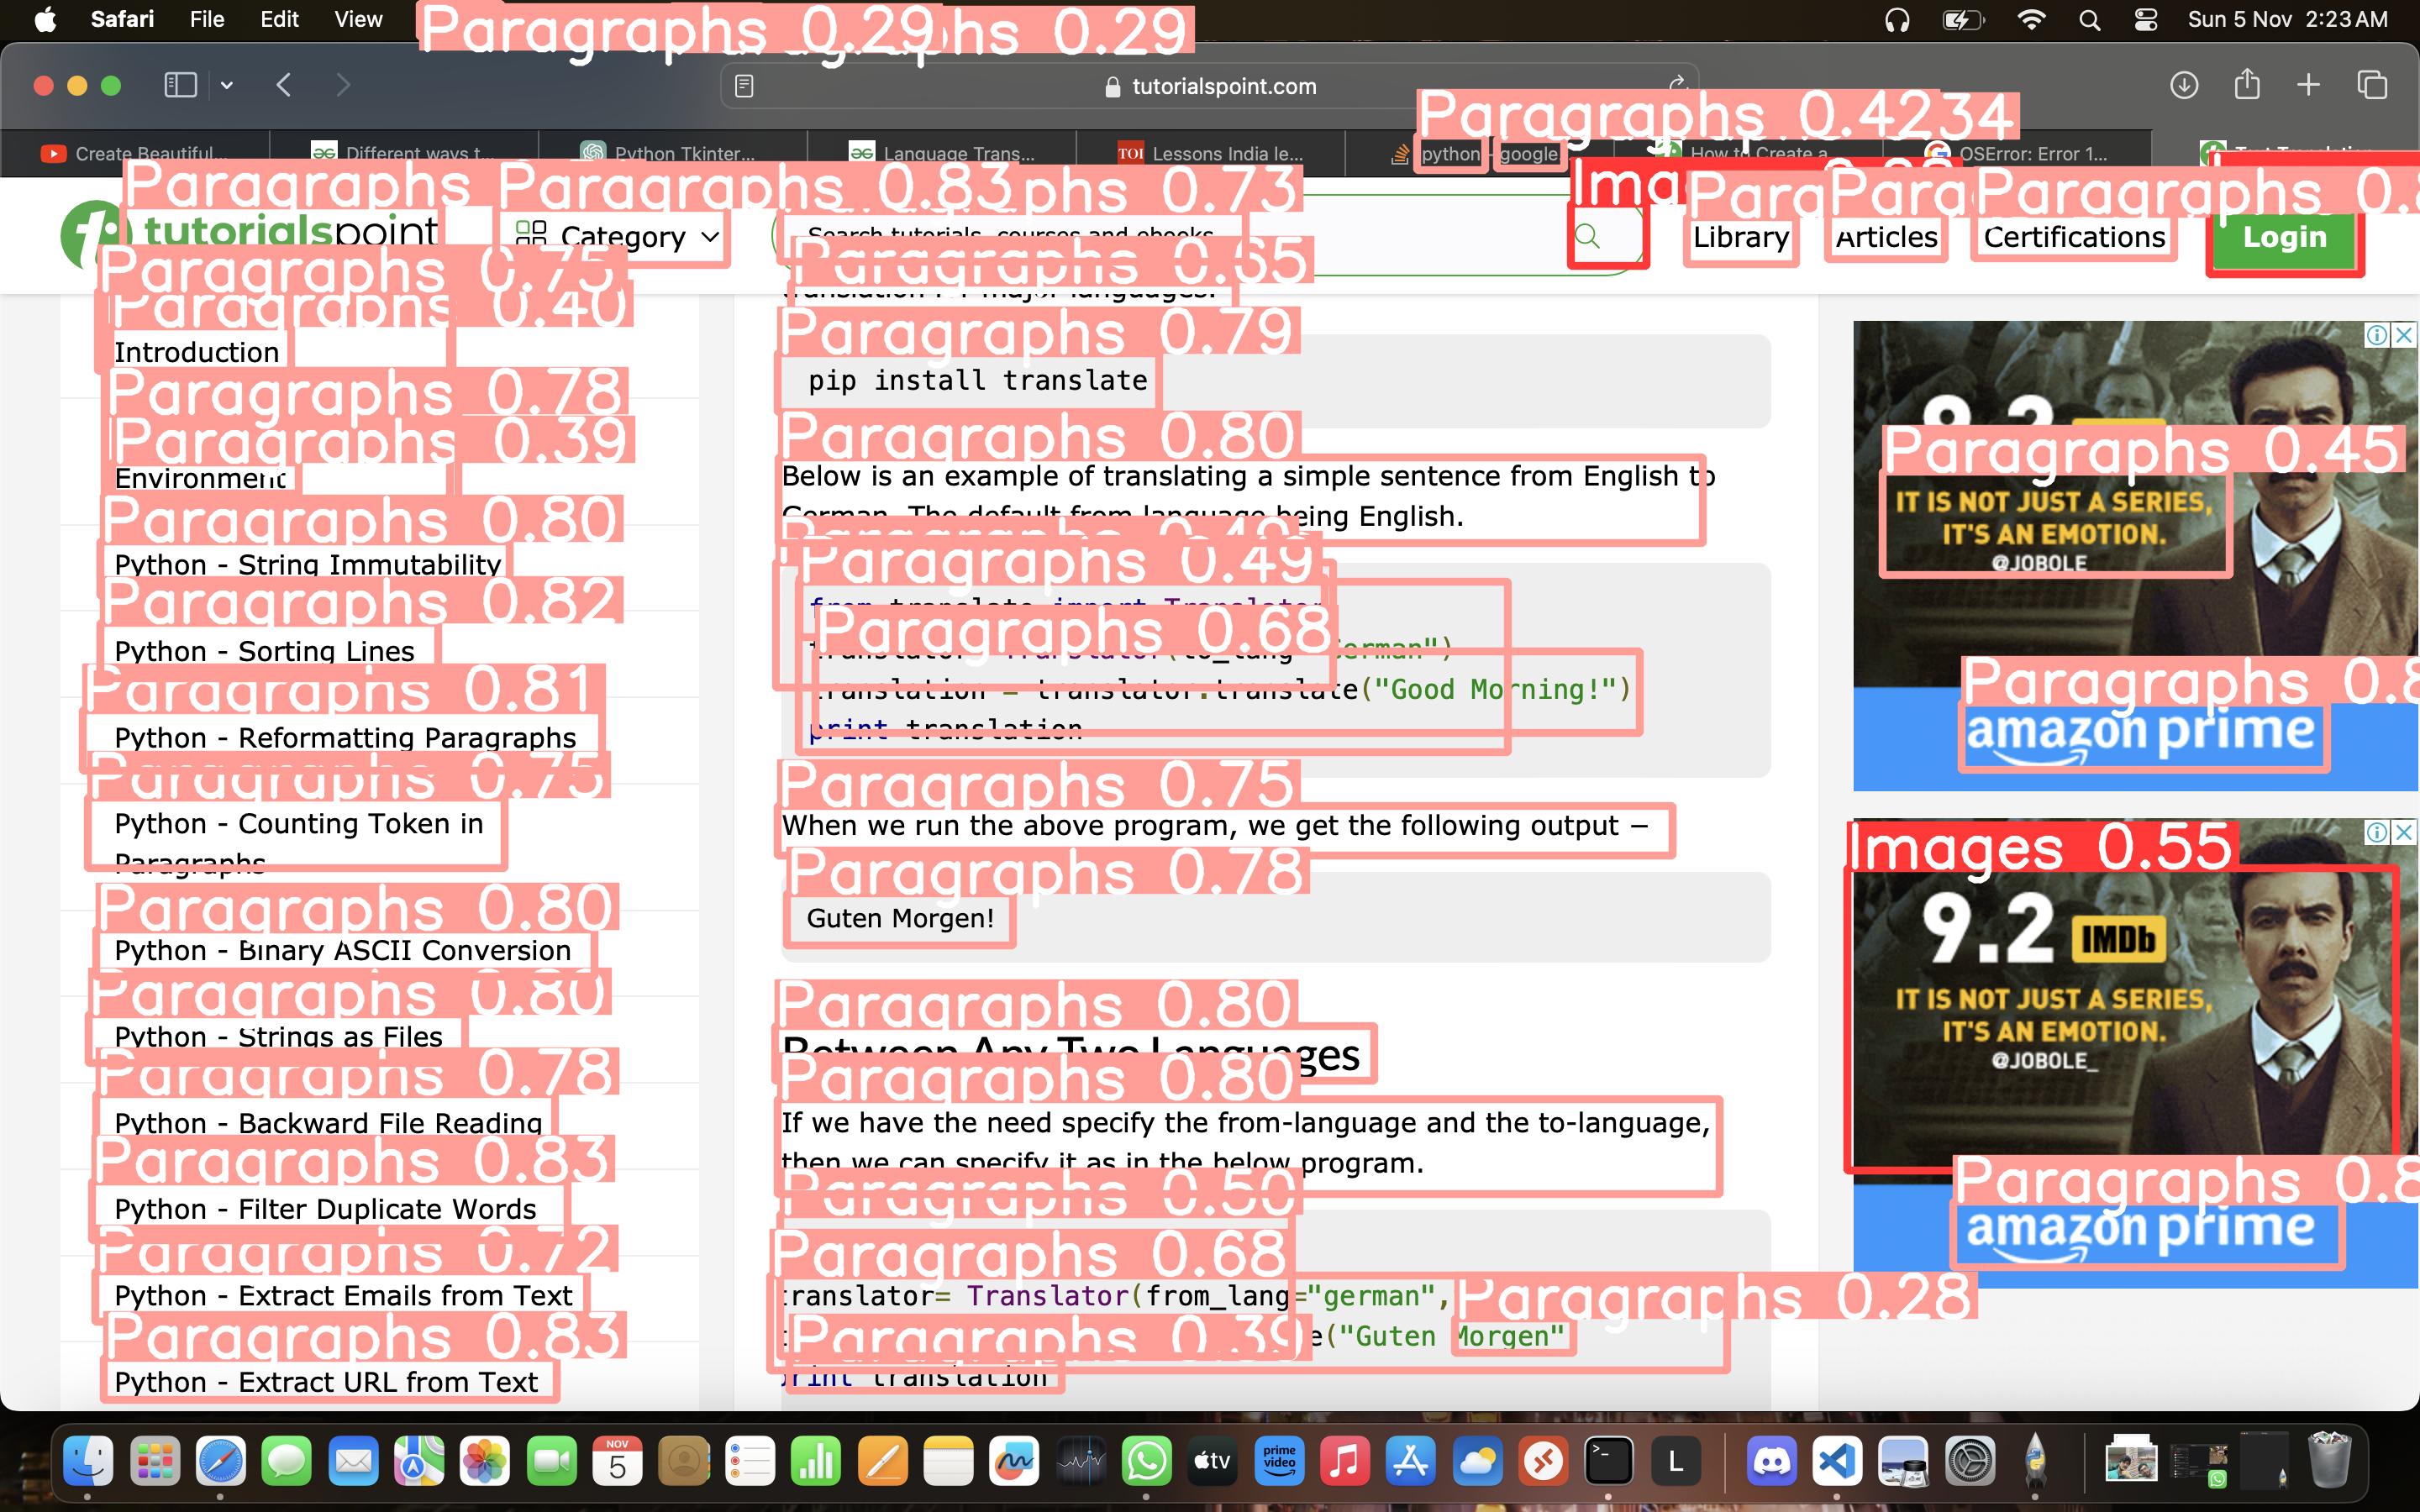 Safari File Edit View Sun 5 Nov 2:23 AM
Paragraphs 0.29
hs 0.29
tutorialspoint.com
Paragraphs 0.4234
Create Beautiful... Different ways t... Python Tkinter... Language Trans... TOI Lessons India le... python google How to Create a OSError: Error 1...
Paragraphs Paragraphs 0.83 phs 0.73 Para Para Paragraphs
tutorialspoint Category Search tutorials, courses and ebooks Library Articles Certifications Login
Paragraphs 0.75
Paragraphs 0.40
Introduction
Paragraphs 0.78
Paragraphs 0.39
Environment
Paragraphs 0.80
Python - String Immutability
Paragraphs 0.82
Python - Sorting Lines
Paragraphs 0.81
Python - Reformatting Paragraphs
Paragraphs 0.75
Python - Counting Token in
Paragraphs
Paragraphs 0.80
Python - Binary ASCII Conversion
Paragraphs 0.80
Python - Strings as Files
Paragraphs 0.78
Python - Backward File Reading
Paragraphs 0.83
Python - Filter Duplicate Words
Paragraphs 0.72
Python - Extract Emails from Text
Paragraphs 0.83
Python - Extract URL from Text
Paragraphs 0.65
languages.
Paragraphs 0.79
pip install translate
Paragraphs 0.80
Below is an example of translating a simple sentence from English to
German. The default from language being English.
Paragraphs 0.49
from translate import Translator
Paragraphs 0.68
german")
translation = translator.translate("Good Morning!")
print translation
Paragraphs 0.75
When we run the above program, we get the following output −
Paragraphs 0.78
Guten Morgen!
Paragraphs 0.80
Between Any Two Languages
Paragraphs 0.80
If we have the need specify the from-language and the to-language,
then we can specify it as in the below program.
Paragraphs 0.50
Paragraphs 0.68
translator= Translator(from_lang="german",
Paragraphs 0.28
Paragraphs 0.39
("Guten Morgen"
print translation
9.2
Paragraphs 0.45
IT IS NOT JUST A SERIES,
IT'S AN EMOTION.
@JOBOLE
Paragraphs
amazon prime
Images 0.55
9.2 IMDb
IT IS NOT JUST A SERIES,
IT'S AN EMOTION.
@JOBOLE_
Paragraphs
amazon prime
NOV
5
tv
prime
video
L